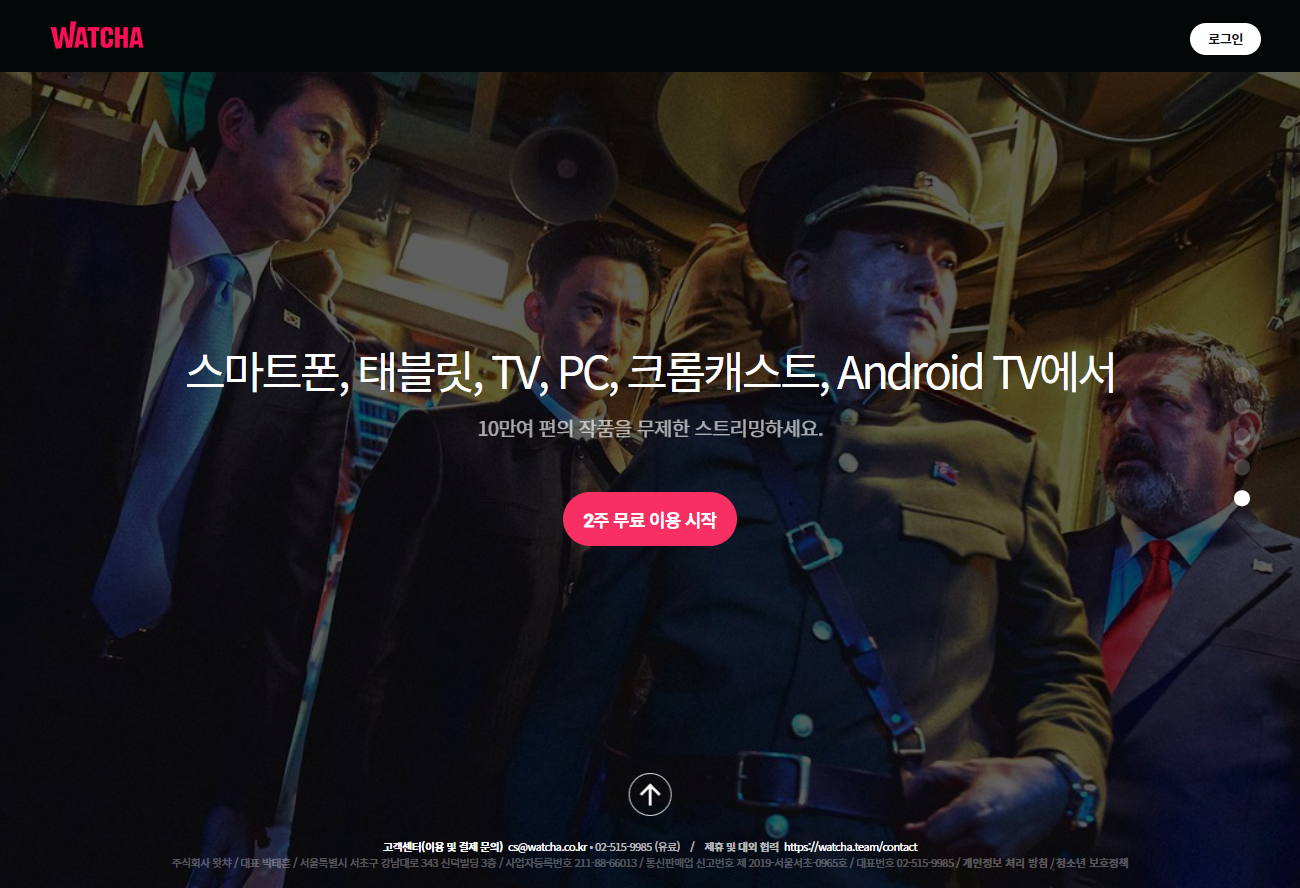 WATCHA
로그인
스마트폰, 태블릿, TV, PC, 크롬캐스트, Android TV에서
10만여 편의 작품을 무제한 스트리밍하세요.
2주 무료 이용 시작
고객센터(이용 및 결제 문의) cs@watcha.co.kr • 02-515-9985 (유료) / 제휴 및 대외 협력 https://watcha.team/contact
주식회사 왓챠 / 대표 박태훈 / 서울특별시 서초구 강남대로 343 신덕빌딩 3층 / 사업자등록번호 211-88-66013 / 통신판매업 신고번호 제 2019-서울서초-0965호 / 대표번호 02-515-9985 / 개인정보 처리 방침 / 청소년 보호정책